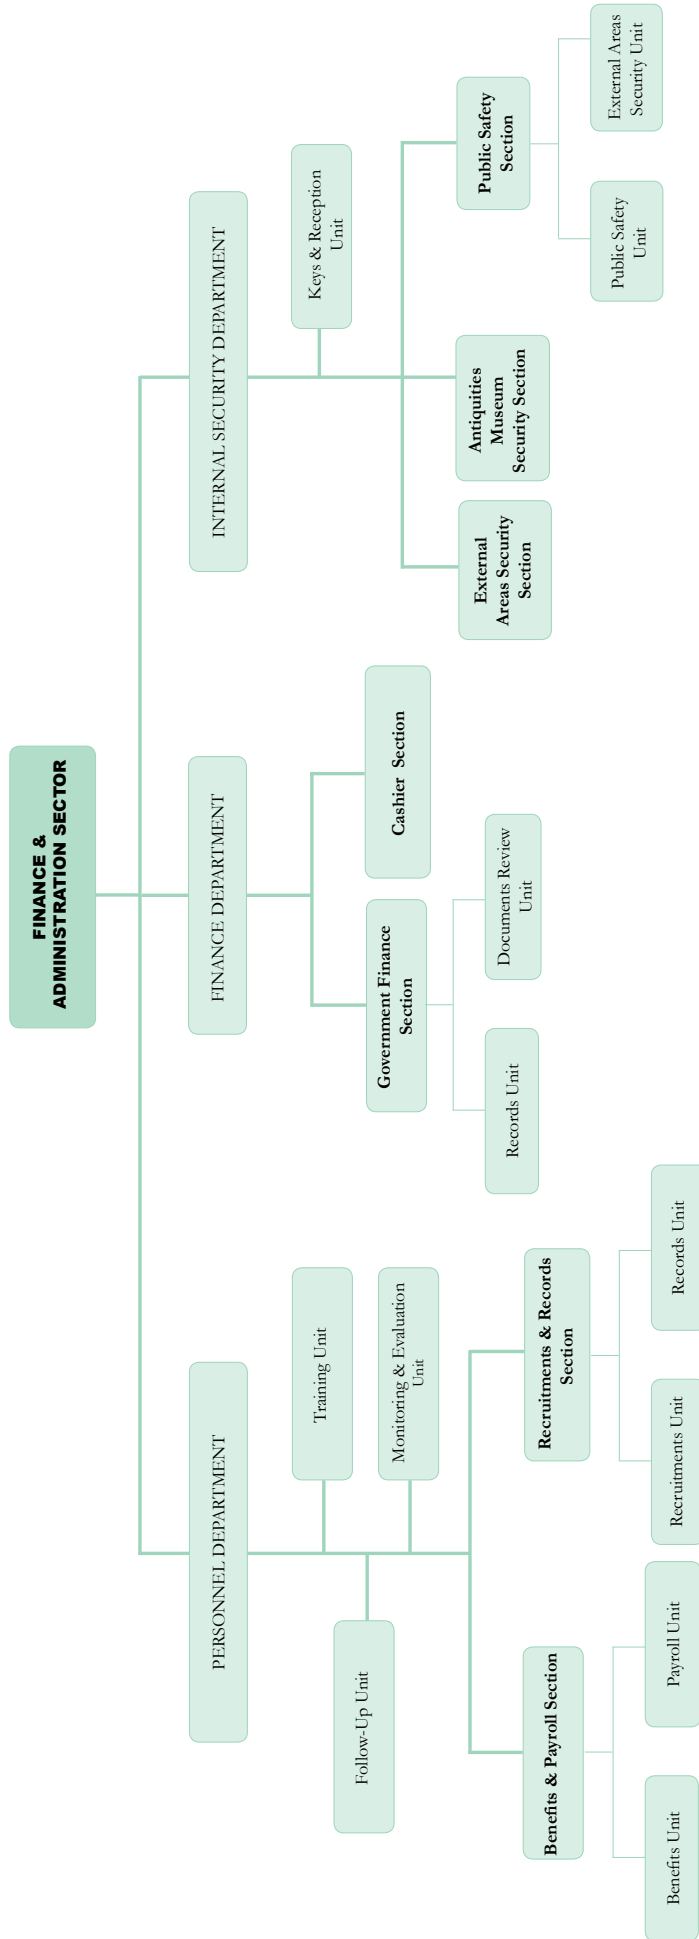 FINANCE &
ADMINISTRATION SECTOR
PERSONNEL DEPARTMENT
FINANCE DEPARTMENT
INTERNAL SECURITY DEPARTMENT
Training Unit
Follow-Up Unit
Monitoring & Evaluation
Unit
Benefits & Payroll Section
Recruitments & Records
Section
Benefits Unit
Payroll Unit
Recruitments Unit
Records Unit
Government Finance
Section
Cashier Section
Records Unit
Documents Review
Unit
Keys & Reception
Unit
External
Areas Security
Section
Antiquities
Museum
Security Section
Public Safety
Section
Public Safety
Unit
External Areas
Security Unit